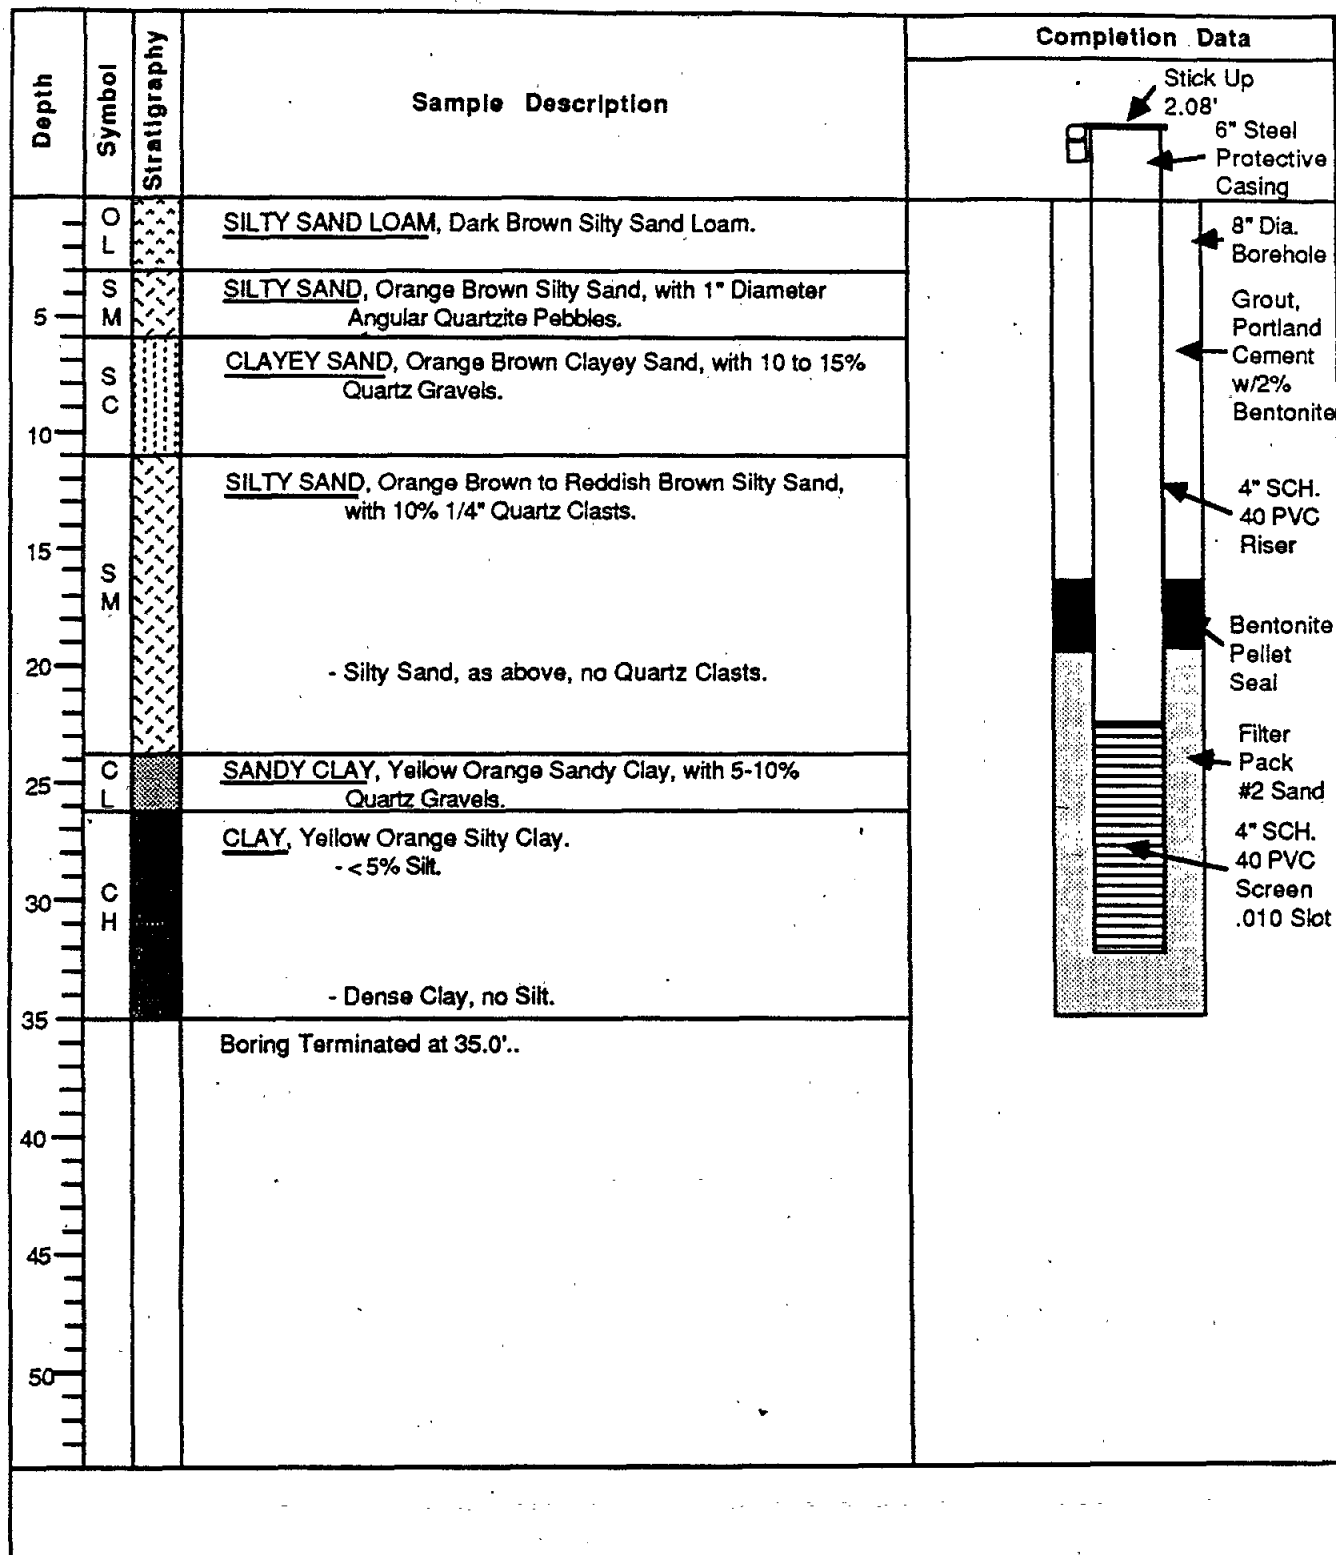 Depth
Symbol
Stratigraphy
Sample Description
Completion Data
Stick Up
2.08'
6" Steel
Protective
Casing
O
L
SILTY SAND LOAM, Dark Brown Silty Sand Loam.
8" Dia.
Borehole
S
M
SILTY SAND, Orange Brown Silty Sand, with 1" Diameter
Angular Quartzite Pebbles.
5
Grout,
Portland
Cement
w/2%
Bentonite
S
C
CLAYEY SAND, Orange Brown Clayey Sand, with 10 to 15%
Quartz Gravels.
10
SILTY SAND, Orange Brown to Reddish Brown Silty Sand,
with 10% 1/4" Quartz Clasts.
4" SCH.
40 PVC
Riser
15
S
M
Bentonite
Pellet
Seal
20
- Silty Sand, as above, no Quartz Clasts.
Filter
Pack
#2 Sand
C
L
SANDY CLAY, Yellow Orange Sandy Clay, with 5-10%
Quartz Gravels.
25
CLAY, Yellow Orange Silty Clay.
- <5% Silt.
4" SCH.
40 PVC
Screen
.010 Slot
30
C
H
- Dense Clay, no Silt.
35
Boring Terminated at 35.0'..
40
45
50